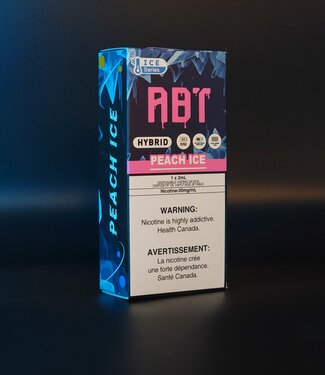 ICE
Series
ABT
HYBRID
PEACH ICE
1 x 2mL
Nicotine-20mg/mL
WARNING:
Nicotine is highly addictive.
Health Canada.
AVERTISSEMENT:
La nicotine crée
une forte dépendance.
Santé Canada.
PEACH ICE